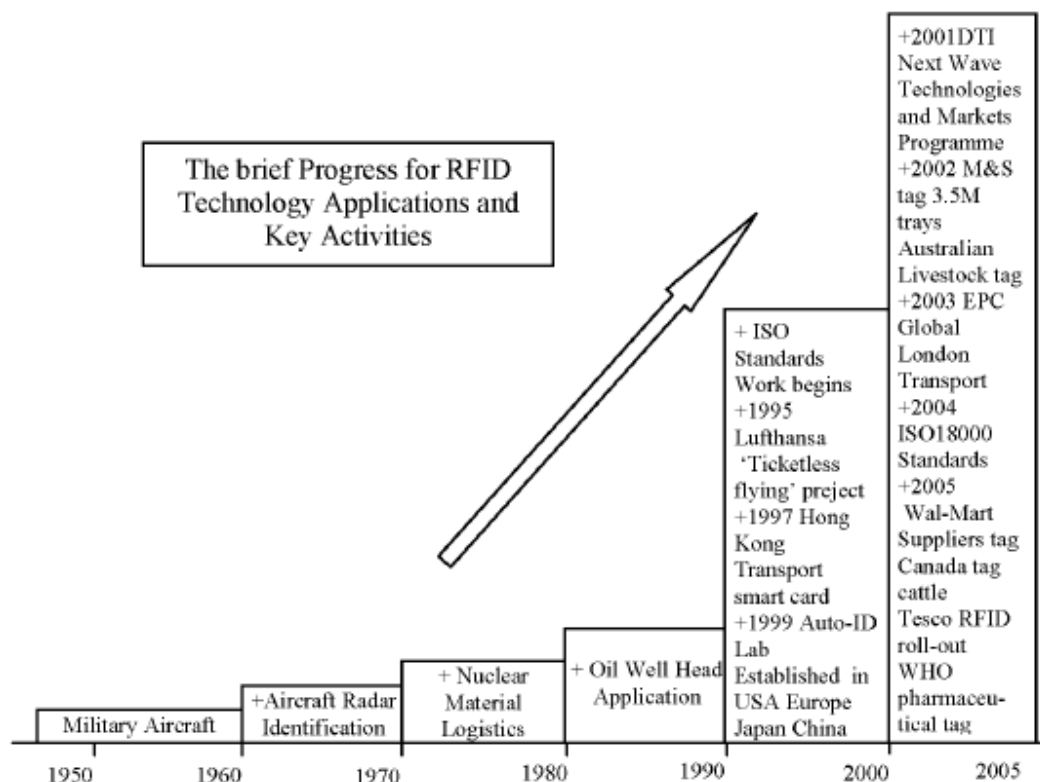 The brief Progress for RFID
Technology Applications and
Key Activities
Military Aircraft
+Aircraft Radar
Identification
+ Nuclear
Material
Logistics
+ Oil Well Head
Application
+ ISO
Standards
Work begins
+1995
Lufthansa
‘Ticketless
flying’ preject
+1997 Hong
Kong
Transport
smart card
+1999 Auto-ID
Lab
Established in
USA Europe
Japan China
+2001DTI
Next Wave
Technologies
and Markets
Programme
+2002 M&S
tag 3.5M
trays
Australian
Livestock tag
+2003 EPC
Global
London
Transport
+2004
ISO18000
Standards
+2005
Wal-Mart
Suppliers tag
Canada tag
cattle
Tesco RFID
roll-out
WHO
pharmaceu-
tical tag
1950 1960 1970 1980 1990 2000 2005